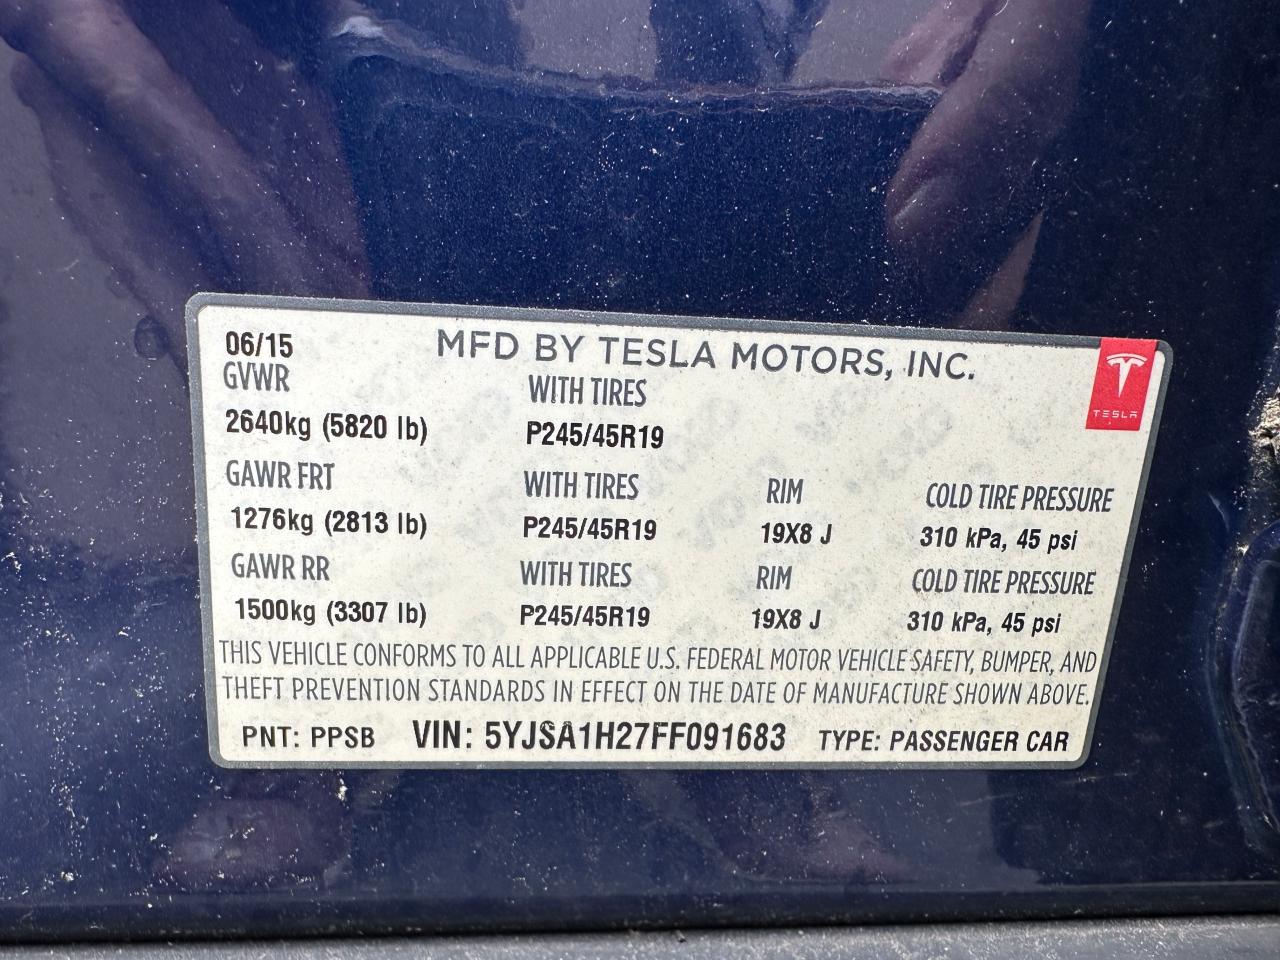 06/15 MFD BY TESLA MOTORS, INC.
TESLA
GVWR WITH TIRES
2640kg (5820 lb) P245/45R19
GAWR FRT WITH TIRES RIM COLD TIRE PRESSURE
1276kg (2813 lb) P245/45R19 19X8 J 310 kPa, 45 psi
GAWR RR WITH TIRES RIM COLD TIRE PRESSURE
1500kg (3307 lb) P245/45R19 19X8 J 310 kPa, 45 psi
THIS VEHICLE CONFORMS TO ALL APPLICABLE U.S. FEDERAL MOTOR VEHICLE SAFETY, BUMPER, AND
THEFT PREVENTION STANDARDS IN EFFECT ON THE DATE OF MANUFACTURE SHOWN ABOVE.
PNT: PPSB VIN: 5YJSA1H27FF091683 TYPE: PASSENGER CAR